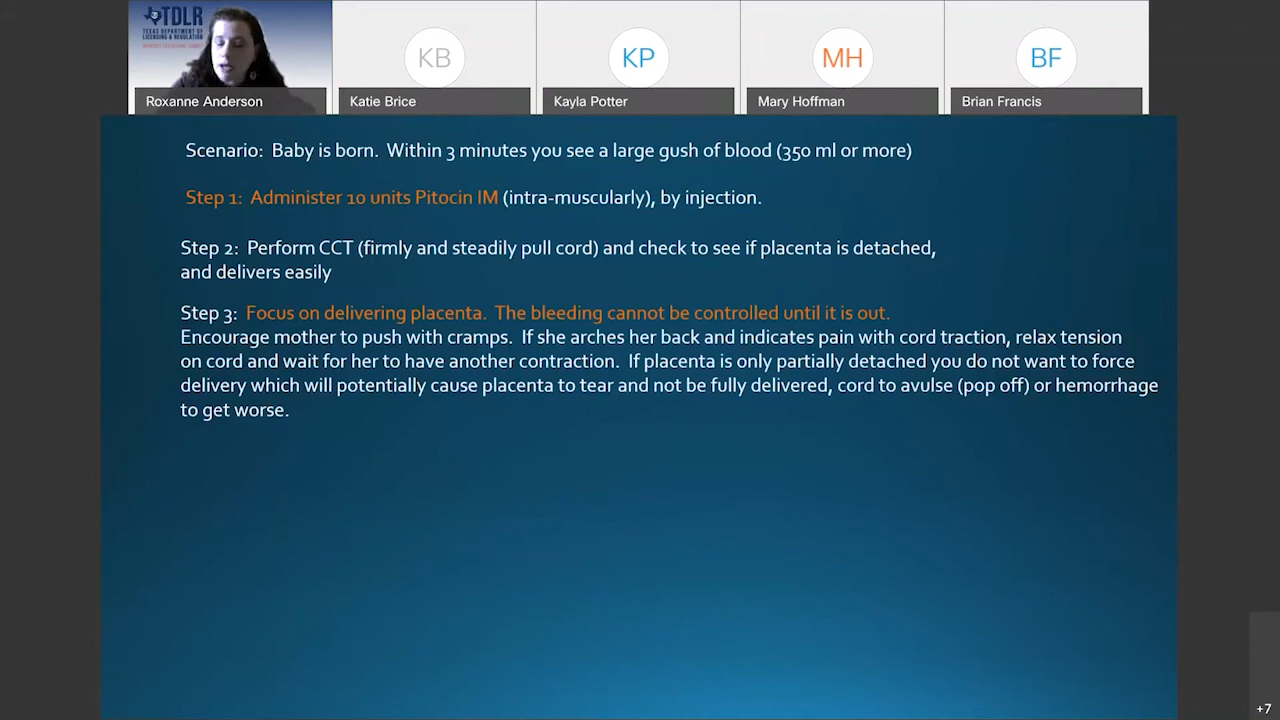 TDLR
TEXAS DEPARTMENT OF
LICENSING & REGULATION
KB
KP
MH
BF
Roxanne Anderson
Katie Brice
Kayla Potter
Mary Hoffman
Brian Francis
Scenario: Baby is born. Within 3 minutes you see a large gush of blood (350 ml or more)
Step 1: Administer 10 units Pitocin IM (intra-muscularly), by injection.
Step 2: Perform CCT (firmly and steadily pull cord) and check to see if placenta is detached,
and delivers easily
Step 3: Focus on delivering placenta. The bleeding cannot be controlled until it is out.
Encourage mother to push with cramps. If she arches her back and indicates pain with cord traction, relax tension
on cord and wait for her to have another contraction. If placenta is only partially detached you do not want to force
delivery which will potentially cause placenta to tear and not be fully delivered, cord to avulse (pop off) or hemorrhage
to get worse.
+7